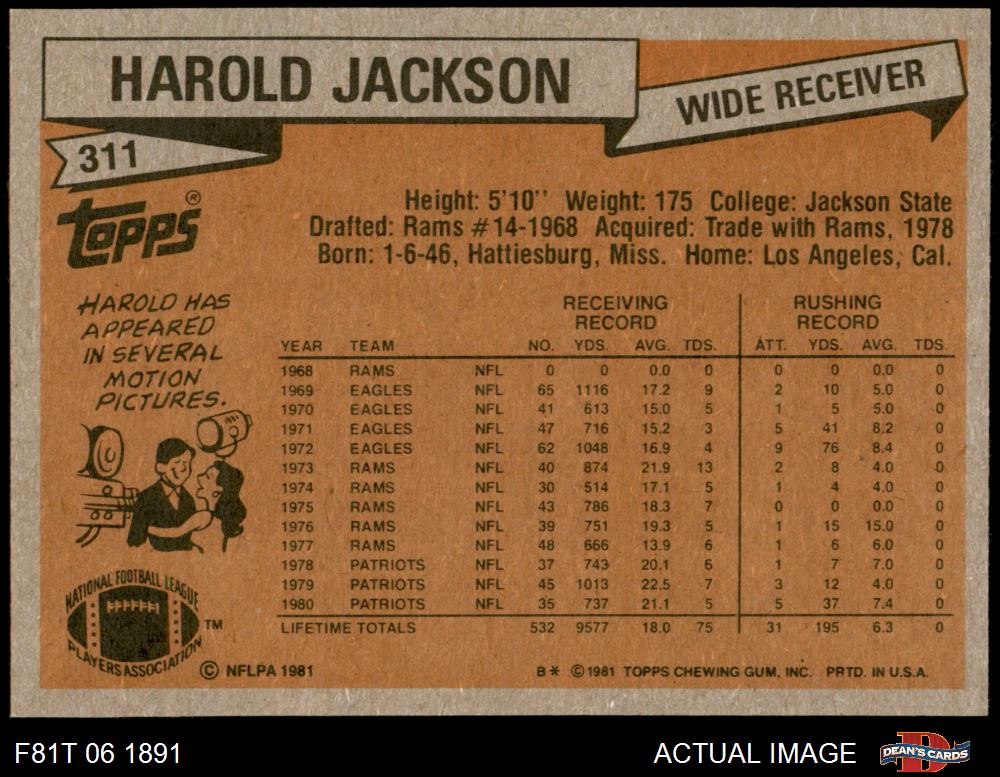 HAROLD JACKSON
WIDE RECEIVER
311
TOPPS®
Height: 5'10'' Weight: 175 College: Jackson State
Drafted: Rams #14-1968 Acquired: Trade with Rams, 1978
Born: 1-6-46, Hattiesburg, Miss. Home: Los Angeles, Cal.
HAROLD HAS
APPEARED
IN SEVERAL
MOTION
PICTURES.
RECEIVING RUSHING
RECORD RECORD
YEAR TEAM NO. YDS. AVG. TDS. ATT. YDS. AVG. TDS.
1968 RAMS NFL 0 0 0.0 0 0 0 0.0 0
1969 EAGLES NFL 65 1116 17.2 9 2 10 5.0 0
1970 EAGLES NFL 41 613 15.0 5 1 5 5.0 0
1971 EAGLES NFL 47 716 15.2 3 5 41 8.2 0
1972 EAGLES NFL 62 1048 16.9 4 9 76 8.4 0
1973 RAMS NFL 40 874 21.9 13 2 8 4.0 0
1974 RAMS NFL 30 514 17.1 5 1 4 4.0 0
1975 RAMS NFL 43 786 18.3 7 0 0 0.0 0
1976 RAMS NFL 39 751 19.3 5 1 15 15.0 0
1977 RAMS NFL 48 666 13.9 6 1 6 6.0 0
1978 PATRIOTS NFL 37 743 20.1 6 1 7 7.0 0
1979 PATRIOTS NFL 45 1013 22.5 7 3 12 4.0 0
1980 PATRIOTS NFL 35 737 21.1 5 5 37 7.4 0
LIFETIME TOTALS 532 9577 18.0 75 31 195 6.3 0
NATIONAL FOOTBALL LEAGUE
PLAYERS ASSOCIATION
TM
© NFLPA 1981
B* © 1981 TOPPS CHEWING GUM, INC. PRTD. IN U.S.A.
F81T 06 1891
ACTUAL IMAGE
D
DEAN'S CARDS